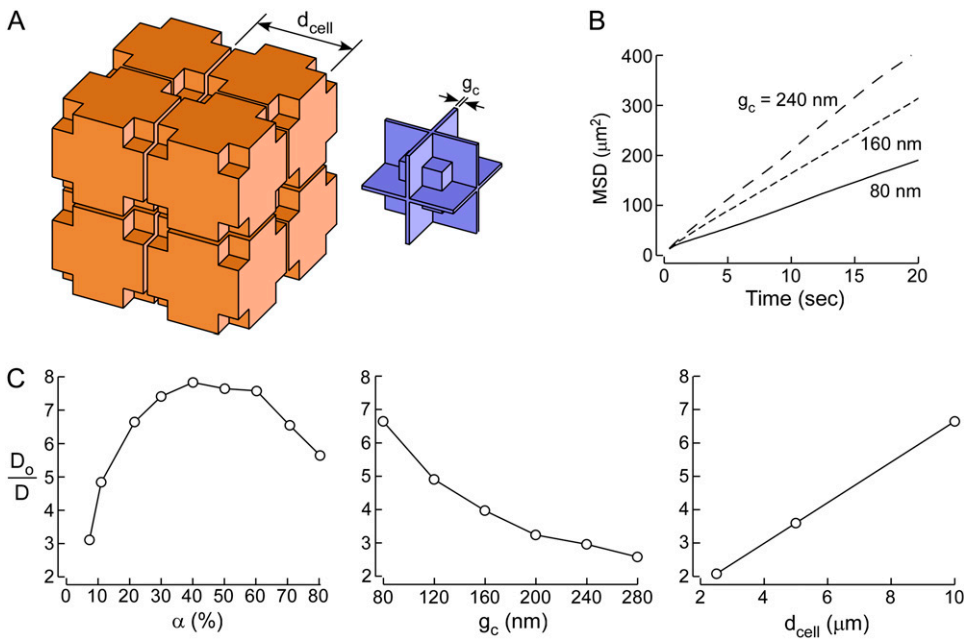 A
d_cell
g_c
B
MSD (μm²)
400
300
200
100
0
g_c = 240 nm
160 nm
80 nm
0 5 10 15 20
Time (sec)
C
D_o
D
8
7
6
5
4
3
2
0 10 20 30 40 50 60 70 80
α (%)
8
7
6
5
4
3
2
80 120 160 200 240 280
g_c (nm)
8
7
6
5
4
3
2
2 4 6 8 10
d_cell (μm)